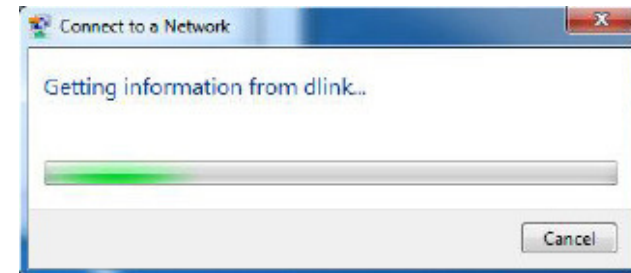 Connect to a Network
Getting information from dlink...
Cancel